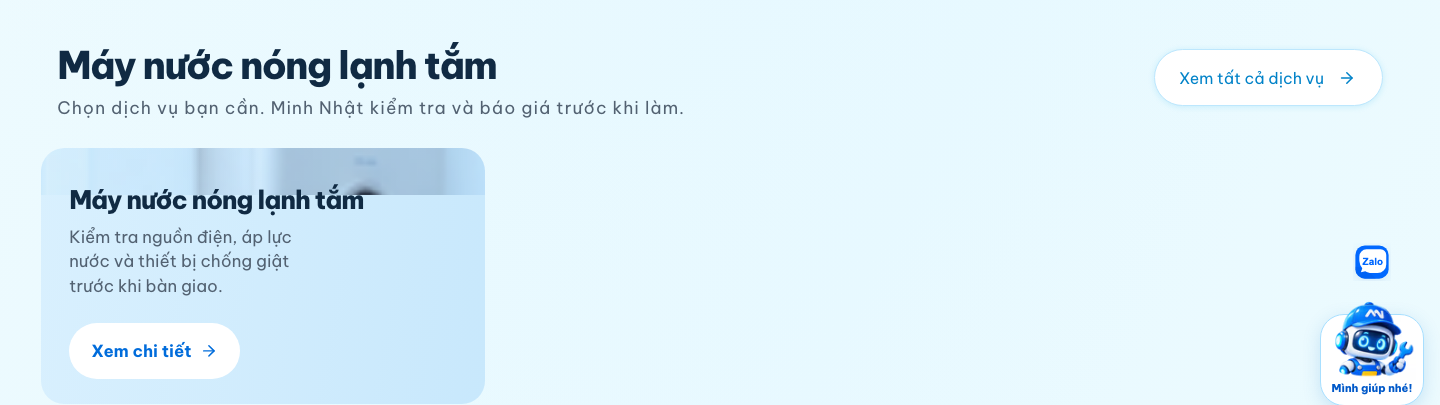 Máy nước nóng lạnh tắm
Chọn dịch vụ bạn cần. Minh Nhật kiểm tra và báo giá trước khi làm.
Xem tất cả dịch vụ
Máy nước nóng lạnh tắm
Kiểm tra nguồn điện, áp lực
nước và thiết bị chống giật
trước khi bàn giao.
Xem chi tiết
Zalo
Mình giúp nhé!